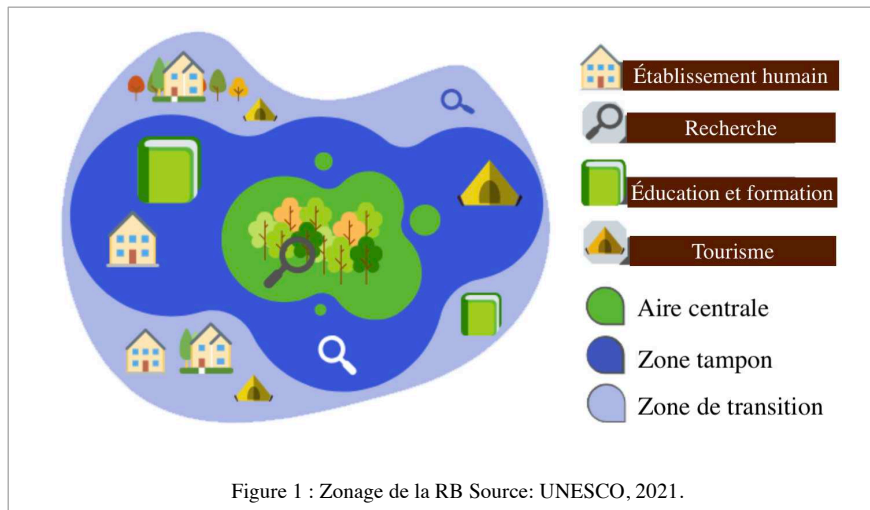 Établissement humain
Recherche
Éducation et formation
Tourisme
Aire centrale
Zone tampon
Zone de transition
Figure 1 : Zonage de la RB Source: UNESCO, 2021.